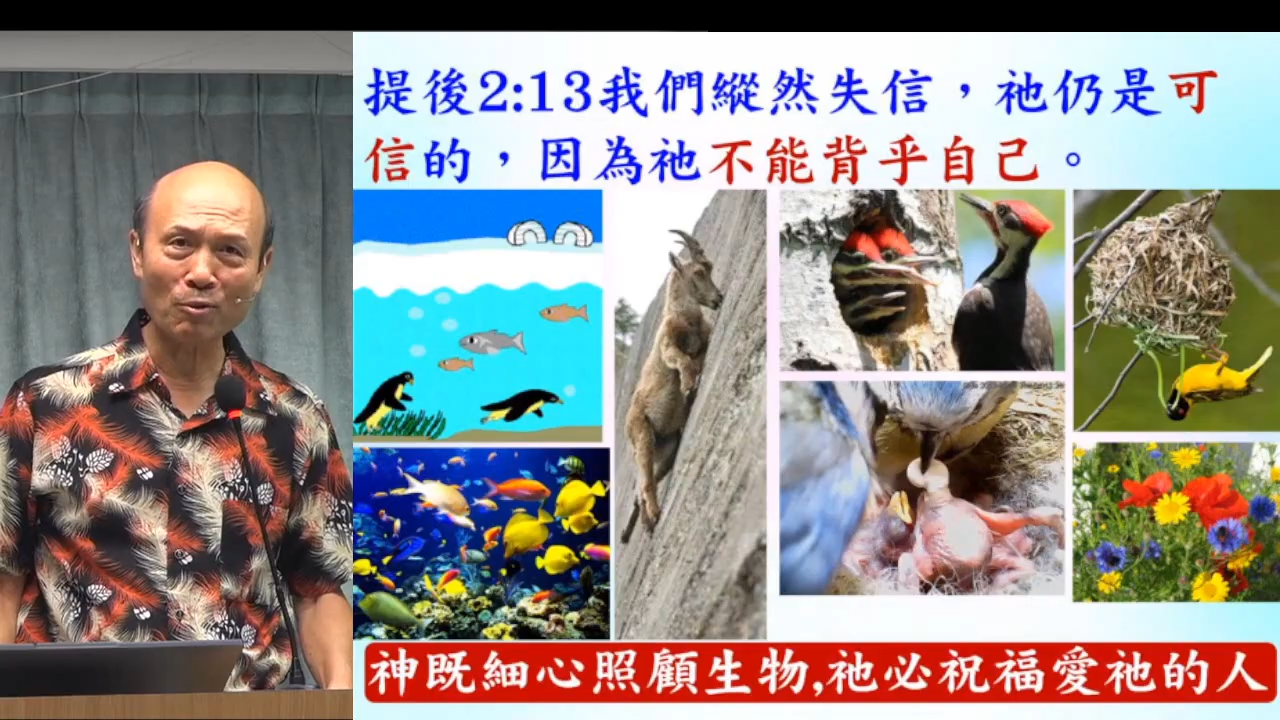 提後2:13我們縱然失信，祂仍是可
信的，因為祂不能背乎自己。
神既細心照顧生物,祂必祝福愛祂的人